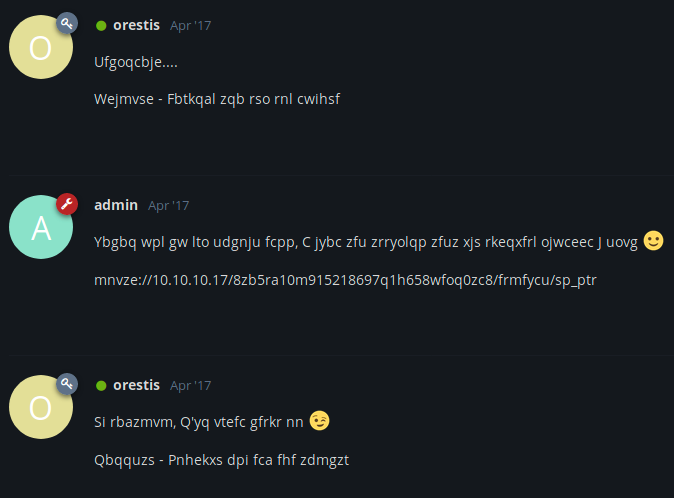 O
orestis Apr '17
Ufgoqcbje....
Wejmvse - Fbtkqal zqb rso rnl cwihsf
A
admin Apr '17
Ybgbq wpl gw lto udgnju fcpp, C jybc zfu zrryolqp zfuz xjs rkeqxfrl ojwceec J uovg
mnvze://10.10.10.17/8zb5ra10m915218697q1h658wfoq0zc8/frmfycu/sp_ptr
O
orestis Apr '17
Si rbazmvm, Q'yq vtefc gfrkr nn
Qbqquzs - Pnhekxs dpi fca fhf zdmgzt